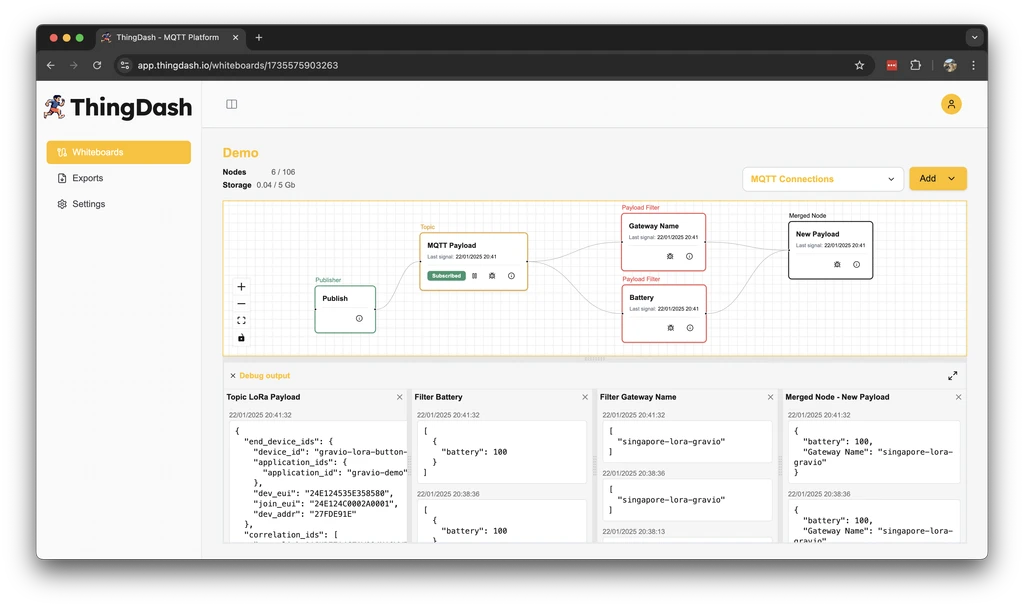 ThingDash - MQTT Platform
app.thingdash.io/whiteboards/1735575903263
ThingDash
Whiteboards
Exports
Settings
Demo
Nodes 6 / 106
Storage 0.04 / 5 Gb
MQTT Connections
Add
Publisher
Publish
Topic
MQTT Payload
Last signal: 22/01/2025 20:41
Subscribed
Payload Filter
Gateway Name
Last signal: 22/01/2025 20:41
Payload Filter
Battery
Last signal: 22/01/2025 20:41
Merged Node
New Payload
Last signal: 22/01/2025 20:41
Debug output
Topic LoRa Payload
22/01/2025 20:41:32
{
"end_device_ids": {
"device_id": "gravio-lora-button-
"application_ids": {
"application_id": "gravio-demo"
},
"dev_eui": "24E124535E358580",
"join_eui": "24E124C0002A0001",
"dev_addr": "27FDE91E"
},
"correlation_ids": [
Filter Battery
22/01/2025 20:41:32
[
{
"battery": 100
}
]
22/01/2025 20:38:36
[
{
"battery": 100
}
Filter Gateway Name
22/01/2025 20:41:32
[
"singapore-lora-gravio"
]
22/01/2025 20:38:36
[
"singapore-lora-gravio"
]
22/01/2025 20:38:13
Merged Node - New Payload
22/01/2025 20:41:32
{
"battery": 100,
"Gateway Name": "singapore-lora-
gravio"
}
22/01/2025 20:38:36
{
"battery": 100,
"Gateway Name": "singapore-lora-
gravio"